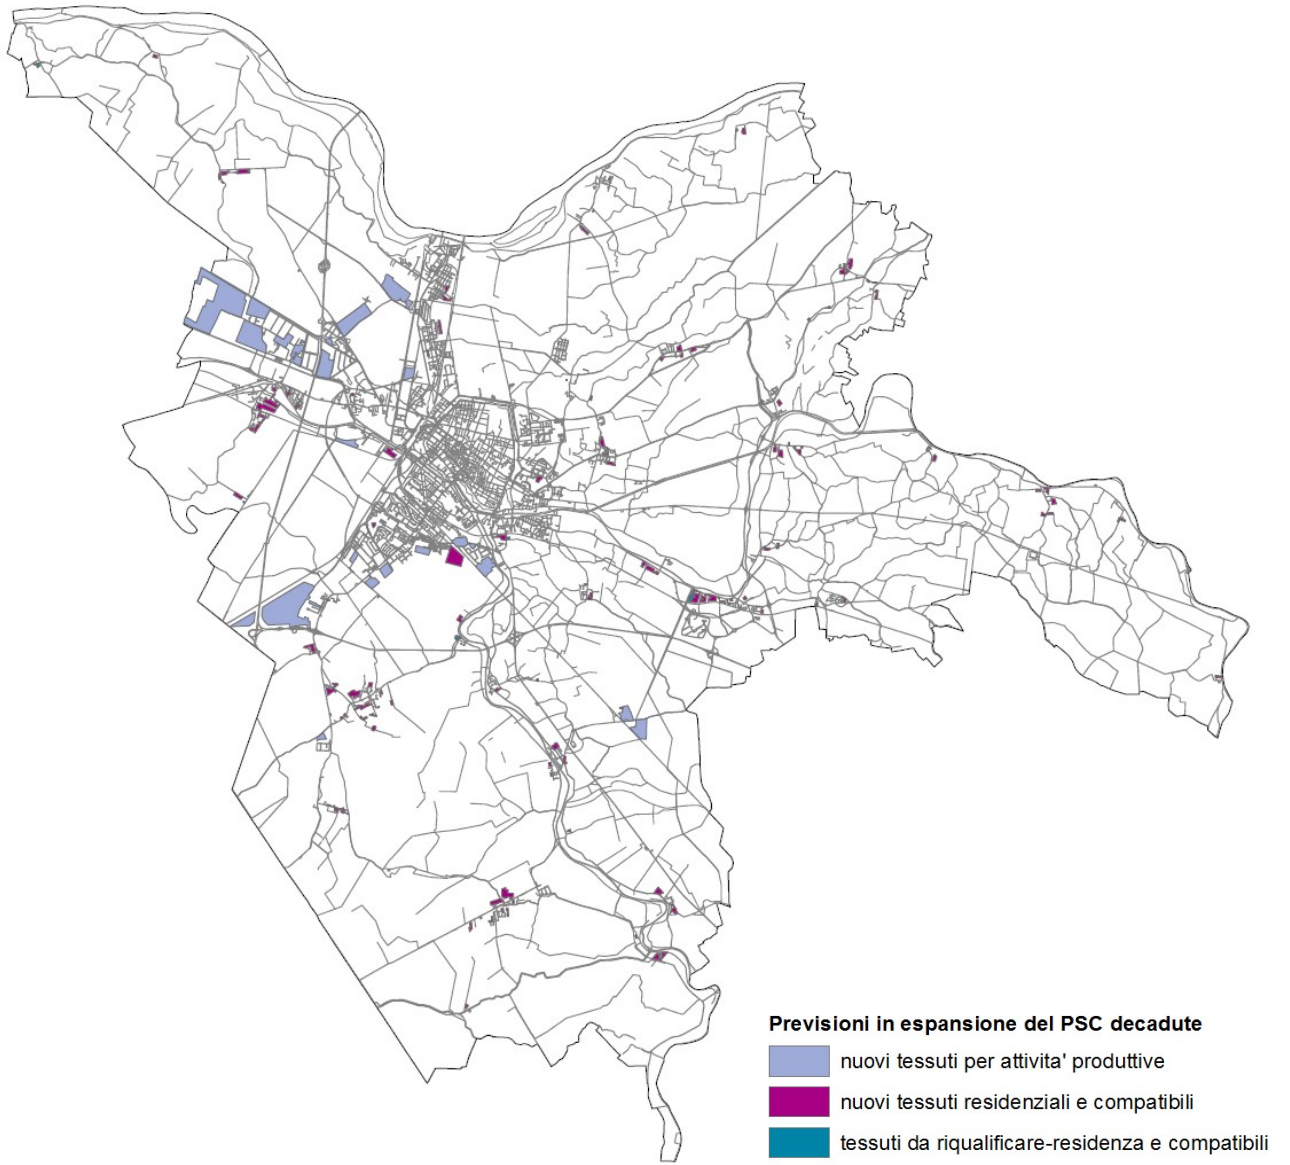 Previsioni in espansione del PSC decadute
nuovi tessuti per attivita' produttive
nuovi tessuti residenziali e compatibili
tessuti da riqualificare-residenza e compatibili